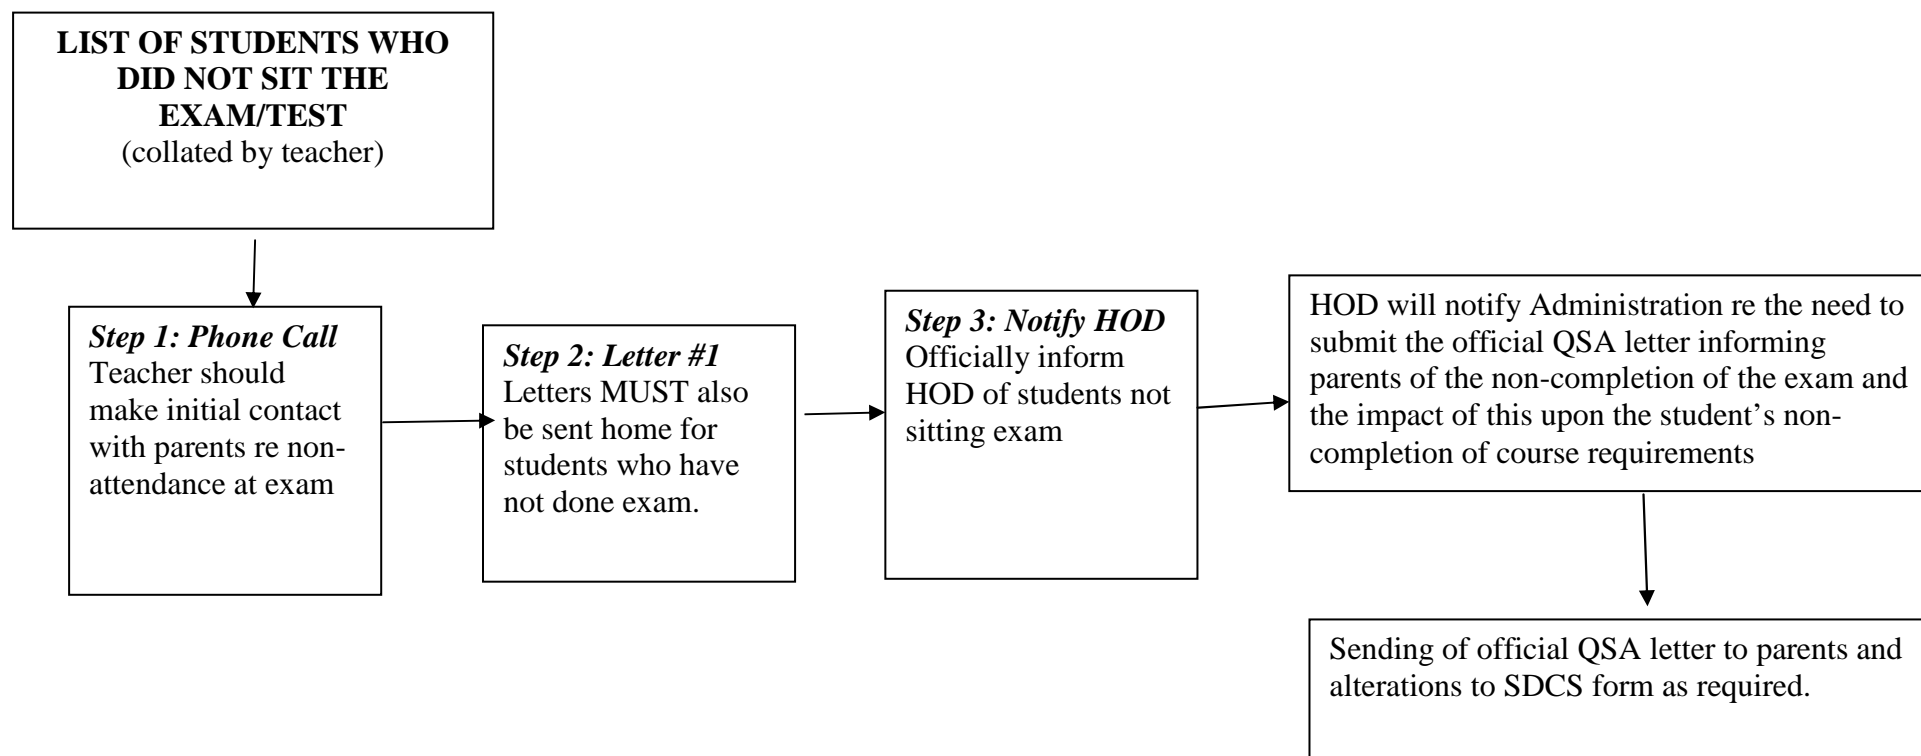 LIST OF STUDENTS WHO
DID NOT SIT THE
EXAM/TEST
(collated by teacher)
Step 1: Phone Call
Teacher should
make initial contact
with parents re non-
attendance at exam
Step 2: Letter #1
Letters MUST also
be sent home for
students who have
not done exam.
Step 3: Notify HOD
Officially inform
HOD of students not
sitting exam
HOD will notify Administration re the need to
submit the official QSA letter informing
parents of the non-completion of the exam and
the impact of this upon the student’s non-
completion of course requirements
Sending of official QSA letter to parents and
alterations to SDCS form as required.